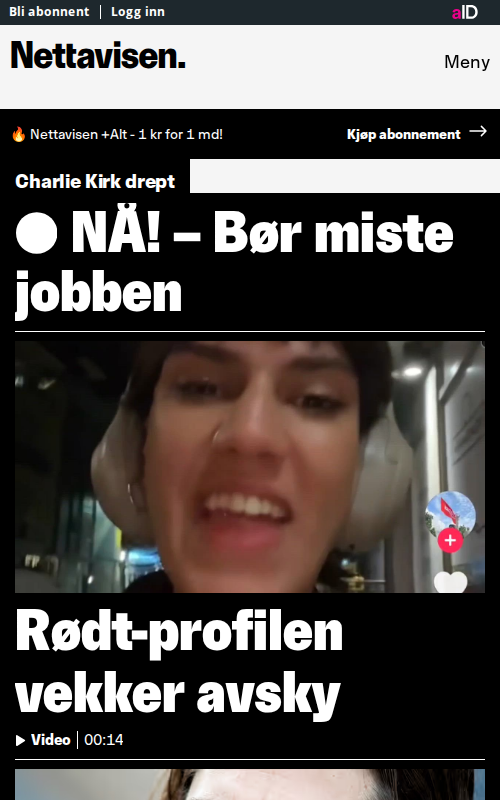 Bli abonnent | Logg inn
aID
Nettavisen.
Meny
🔥 Nettavisen +Alt - 1 kr for 1 md!
Kjøp abonnement →
Charlie Kirk drept
● NÅ! – Bør miste
jobben
Rødt-profilen
vekker avsky
Video | 00:14